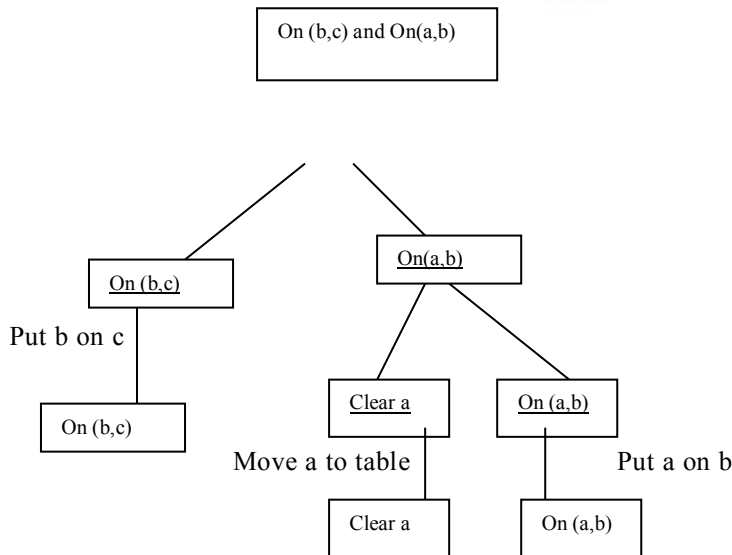 On (b,c) and On(a,b)
On (b,c)
On(a,b)
Put b on c
On (b,c)
Clear a
On (a,b)
Move a to table
Put a on b
Clear a
On (a,b)